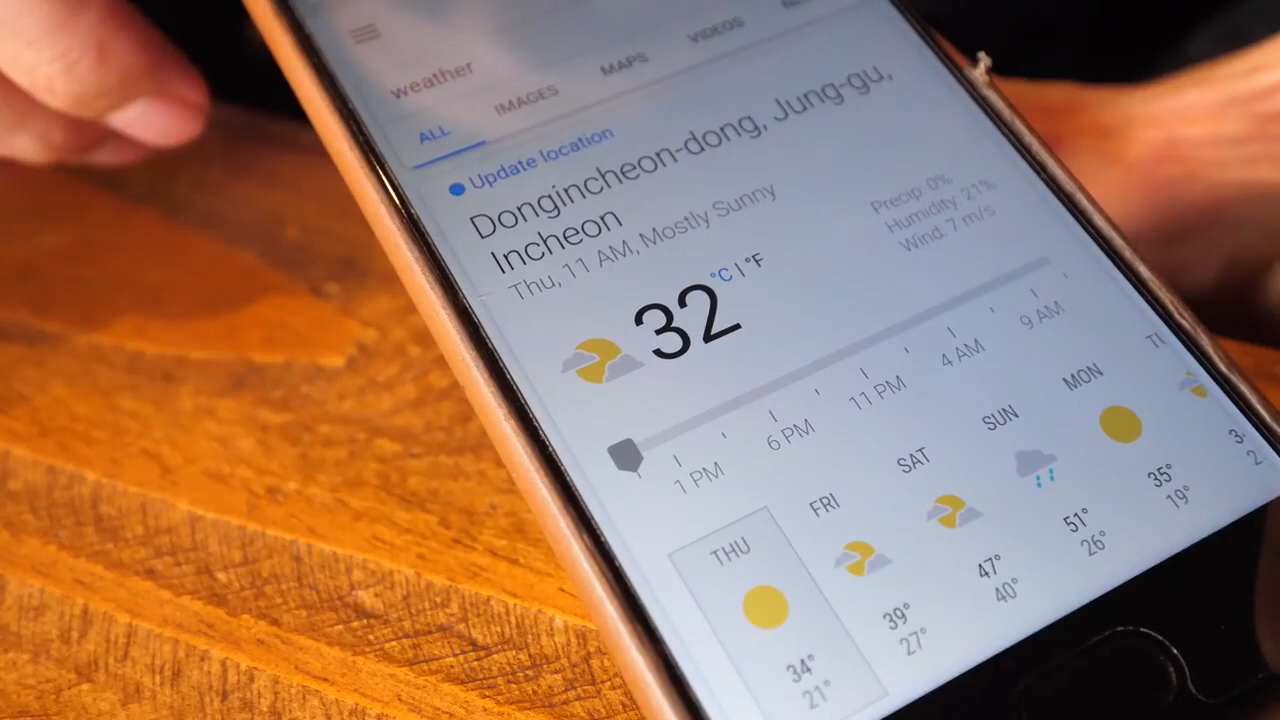 weather
ALL IMAGES MAPS VIDEOS
Update location
Dongincheon-dong, Jung-gu,
Incheon
Thu, 11 AM, Mostly Sunny
32 °C | °F
Precip: 0%
Humidity: 21%
Wind: 7 m/s
1 PM 6 PM 11 PM 4 AM 9 AM
THU FRI SAT SUN MON
34° 39° 47° 51° 35°
21° 27° 40° 26° 19°